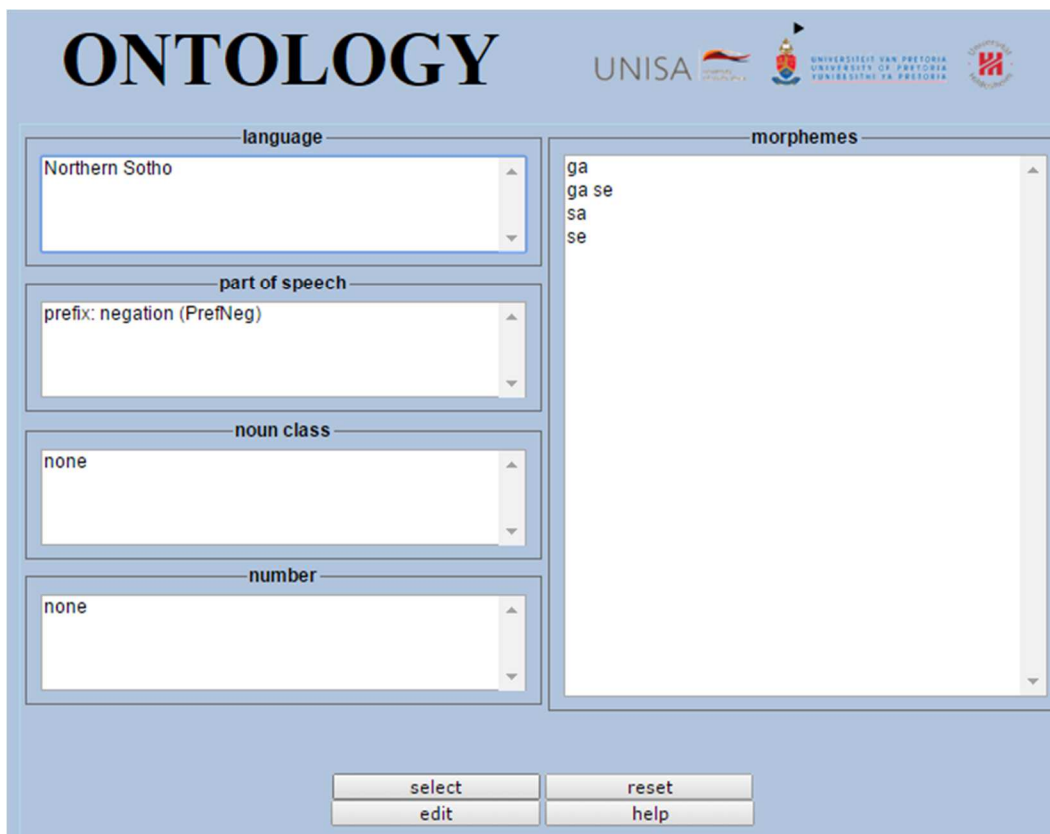 ONTOLOGY
UNISA
UNIVERSITEIT VAN PRETORIA
UNIVERSITY OF PRETORIA
YUNIBESITHI YA PRETORIA
language
Northern Sotho
part of speech
prefix: negation (PrefNeg)
noun class
none
number
none
morphemes
ga
ga se
sa
se
select
reset
edit
help